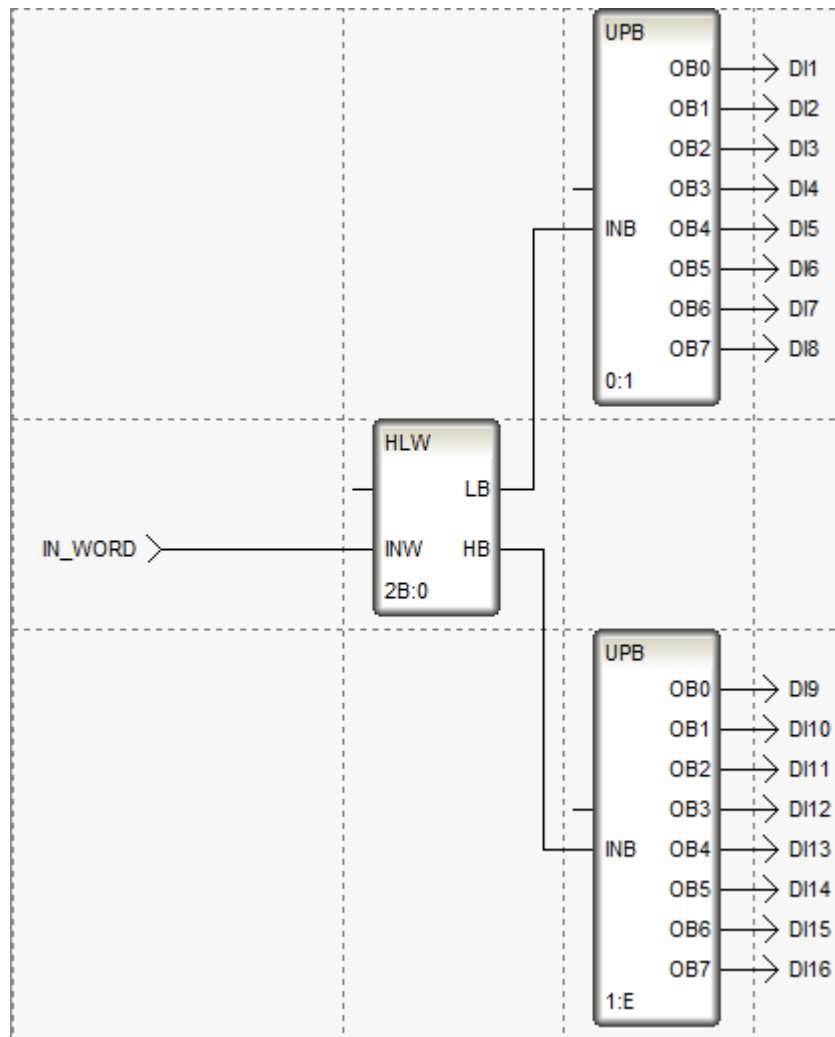 UPB
OB0 DI1
OB1 DI2
OB2 DI3
OB3 DI4
INB OB4 DI5
OB5 DI6
OB6 DI7
OB7 DI8
0:1
HLW
LB
IN_WORD INW HB
2B:0
UPB
OB0 DI9
OB1 DI10
OB2 DI11
OB3 DI12
INB OB4 DI13
OB5 DI14
OB6 DI15
OB7 DI16
1:E